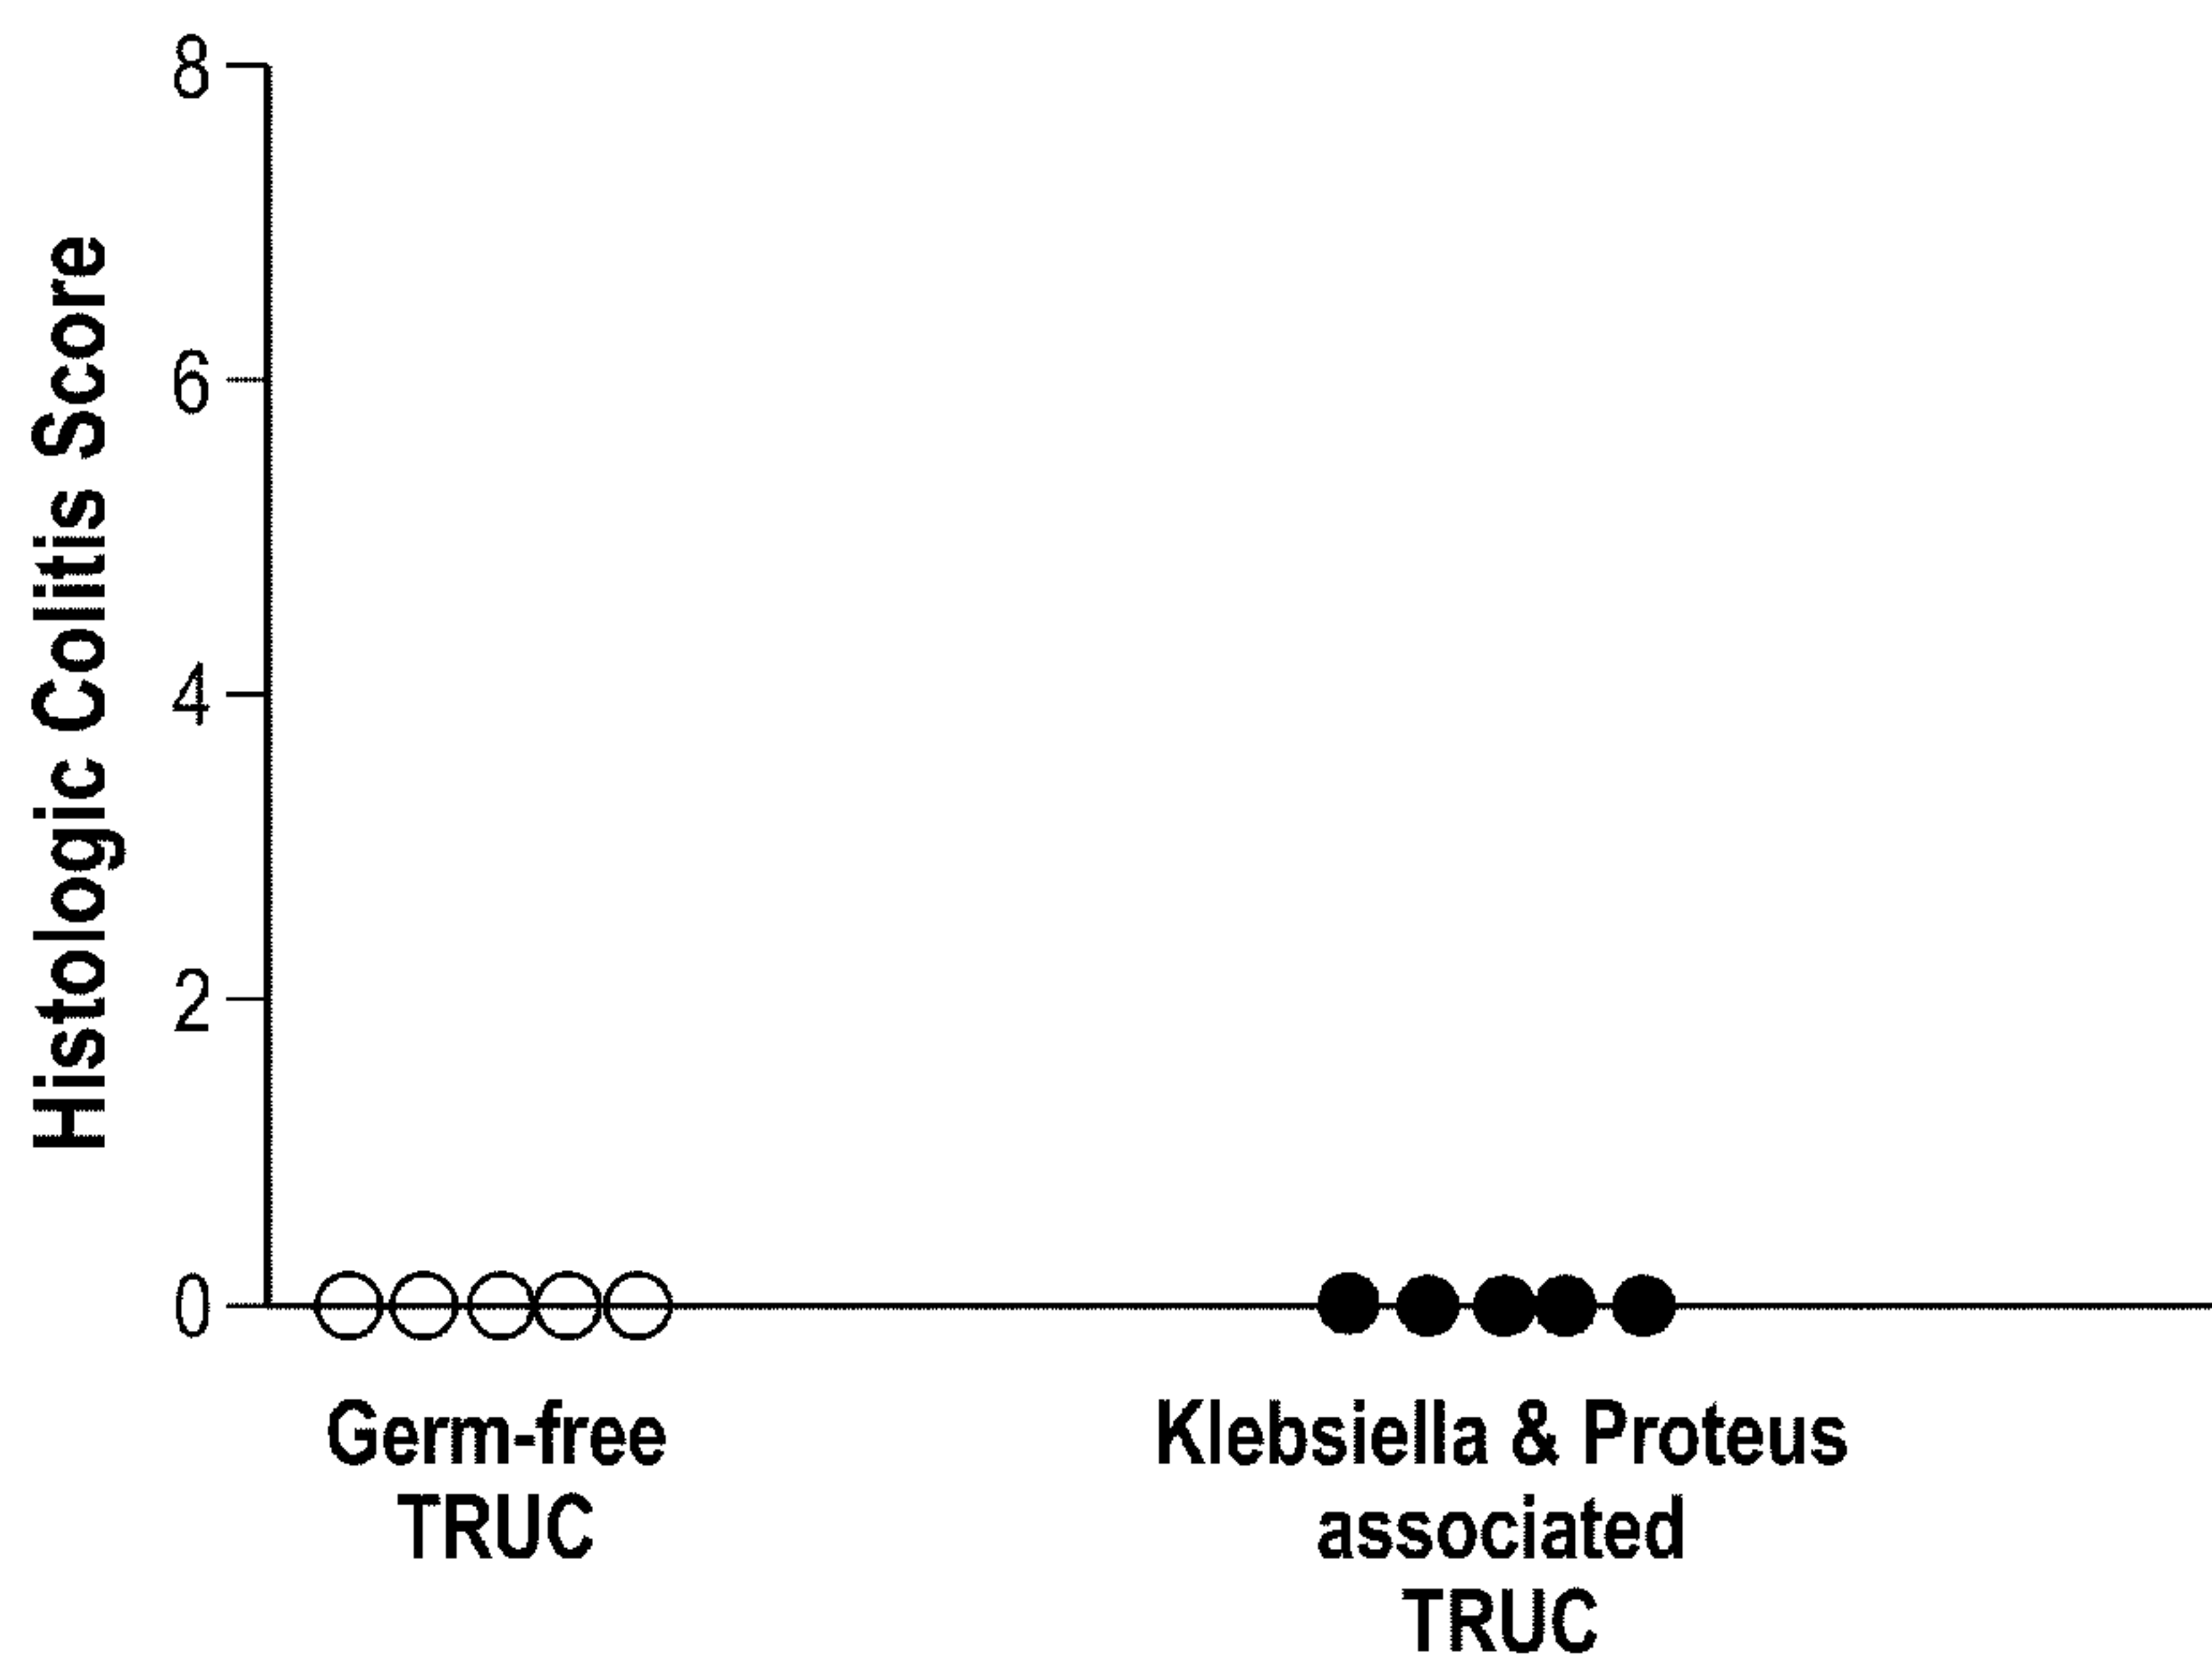 Histologic Colitis Score
8
6
4
2
0
Germ-free
TRUC
Klebsiella & Proteus
associated
TRUC